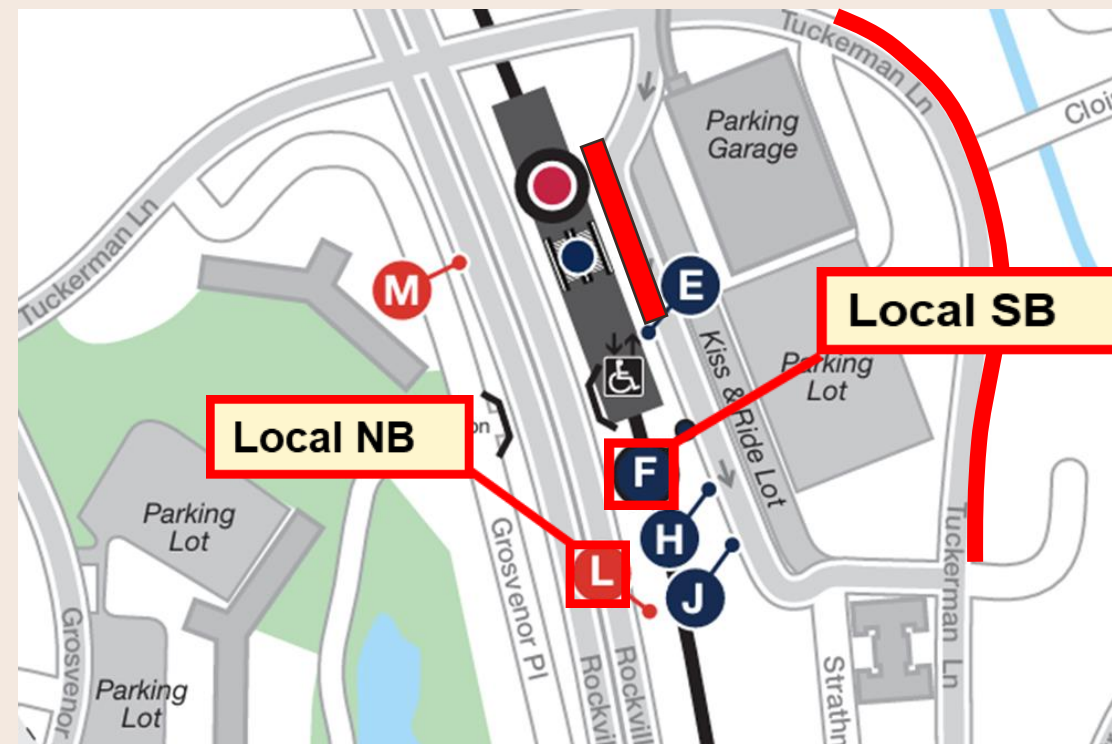 Tuckerman Ln
Parking
Garage
M
E
Local SB
Tuckerman Ln
Kiss & Ride Lot
Parking
Lot
Local NB
F
H
L
J
Parking
Lot
Grosvenor Pl
Tuckerman Ln
Grosvenor
Parking
Lot